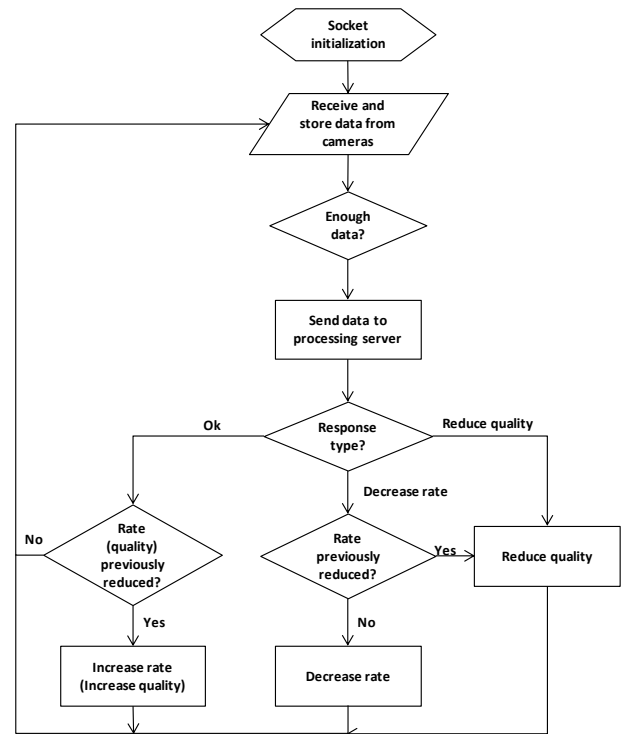 Socket
initialization
Receive and
store data from
cameras
Enough
data?
Send data to
processing server
Response
type?
Ok
Reduce quality
Decrease rate
No
Rate
(quality)
previously
reduced?
Rate
previously
reduced?
Yes
Reduce quality
Yes
No
Increase rate
(Increase quality)
Decrease rate